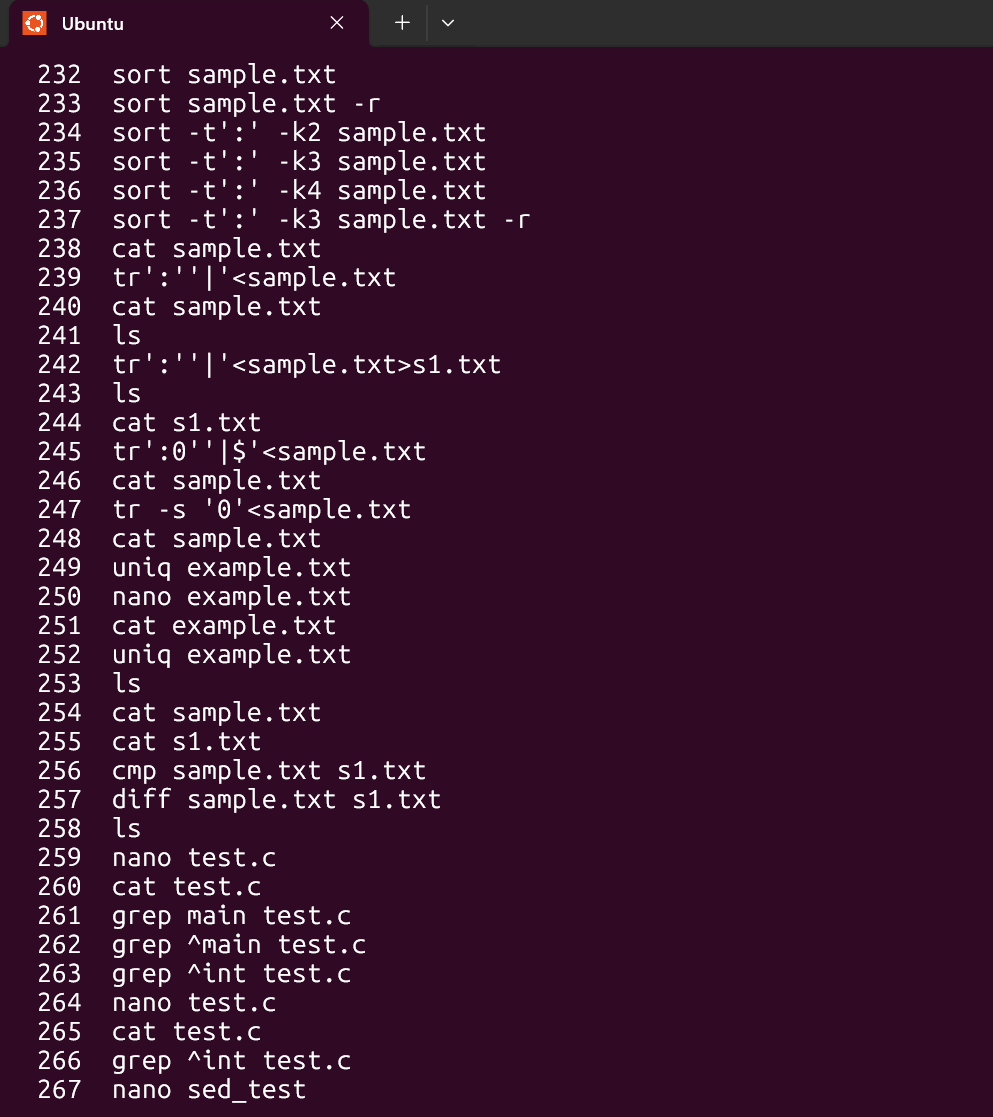 Ubuntu
232 sort sample.txt
233 sort sample.txt -r
234 sort -t':' -k2 sample.txt
235 sort -t':' -k3 sample.txt
236 sort -t':' -k4 sample.txt
237 sort -t':' -k3 sample.txt -r
238 cat sample.txt
239 tr':''|'<sample.txt
240 cat sample.txt
241 ls
242 tr':''|'<sample.txt>s1.txt
243 ls
244 cat s1.txt
245 tr':0''|$'<sample.txt
246 cat sample.txt
247 tr -s '0'<sample.txt
248 cat sample.txt
249 uniq example.txt
250 nano example.txt
251 cat example.txt
252 uniq example.txt
253 ls
254 cat sample.txt
255 cat s1.txt
256 cmp sample.txt s1.txt
257 diff sample.txt s1.txt
258 ls
259 nano test.c
260 cat test.c
261 grep main test.c
262 grep ^main test.c
263 grep ^int test.c
264 nano test.c
265 cat test.c
266 grep ^int test.c
267 nano sed_test